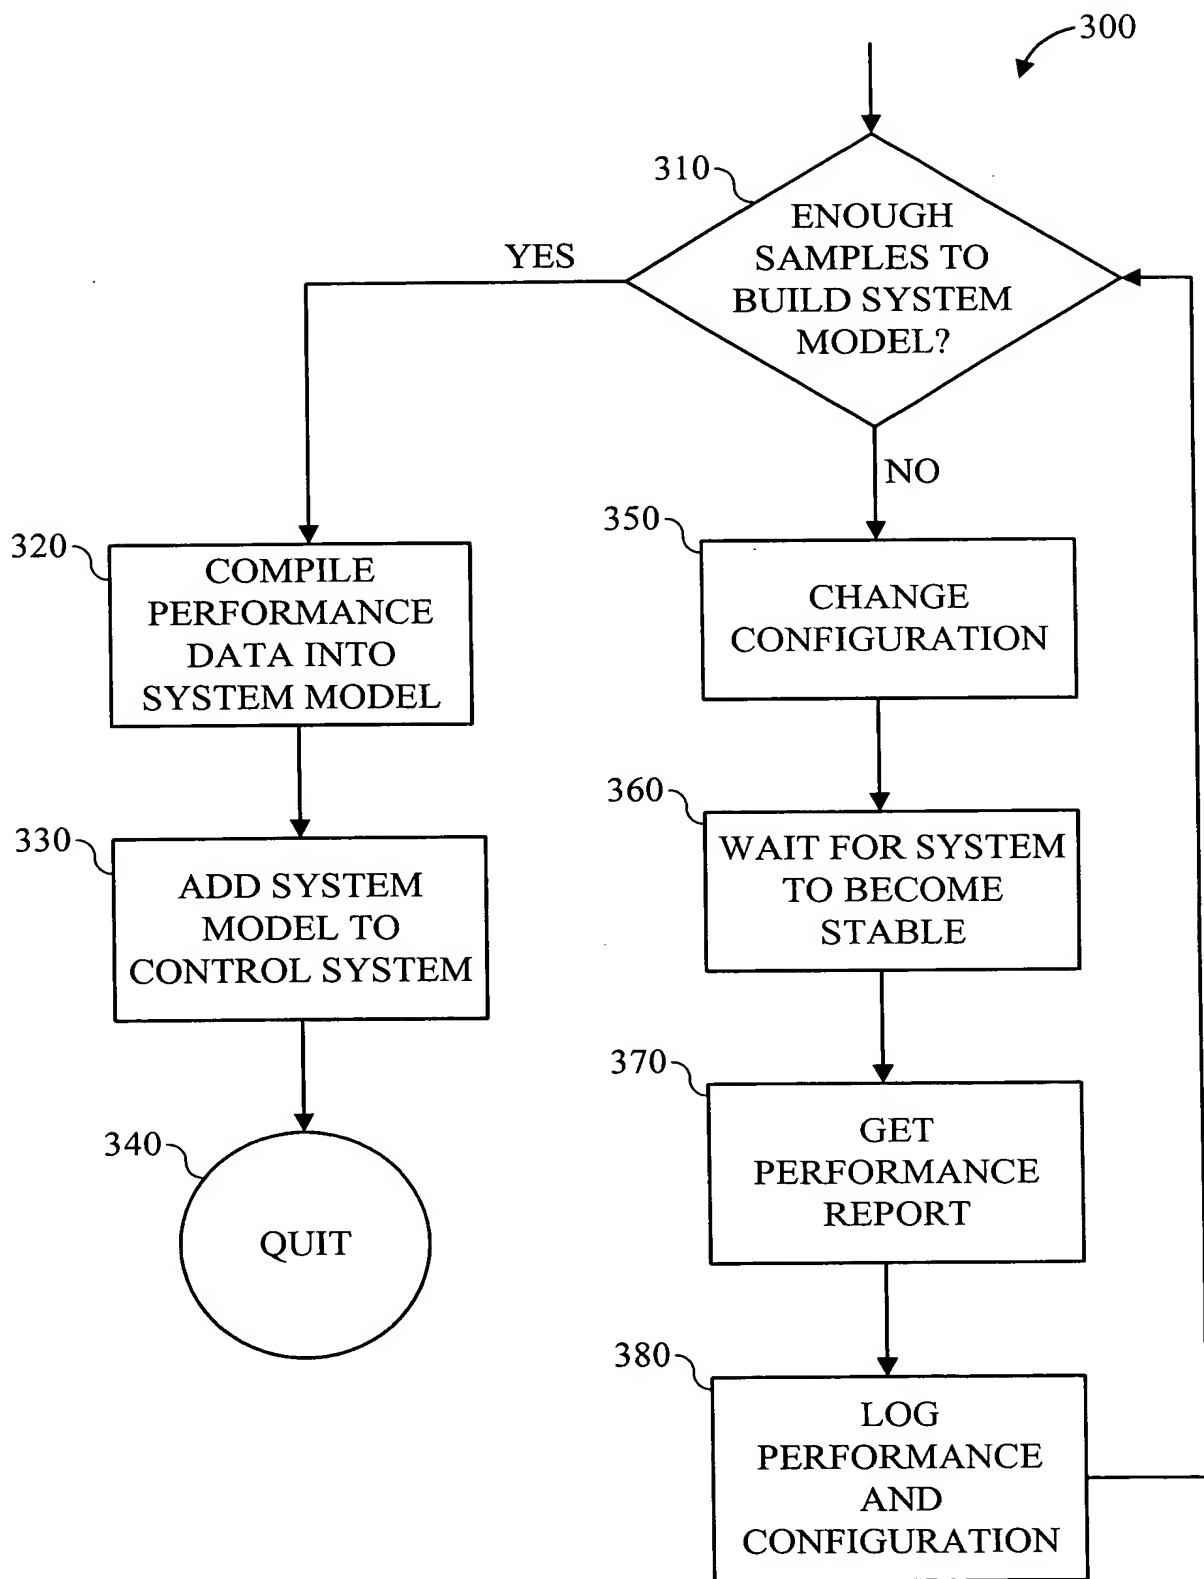 300
310
ENOUGH
SAMPLES TO
BUILD SYSTEM
MODEL?
YES
NO
320
COMPILE
PERFORMANCE
DATA INTO
SYSTEM MODEL
350
CHANGE
CONFIGURATION
330
ADD SYSTEM
MODEL TO
CONTROL SYSTEM
360
WAIT FOR SYSTEM
TO BECOME
STABLE
340
QUIT
370
GET
PERFORMANCE
REPORT
380
LOG
PERFORMANCE
AND
CONFIGURATION